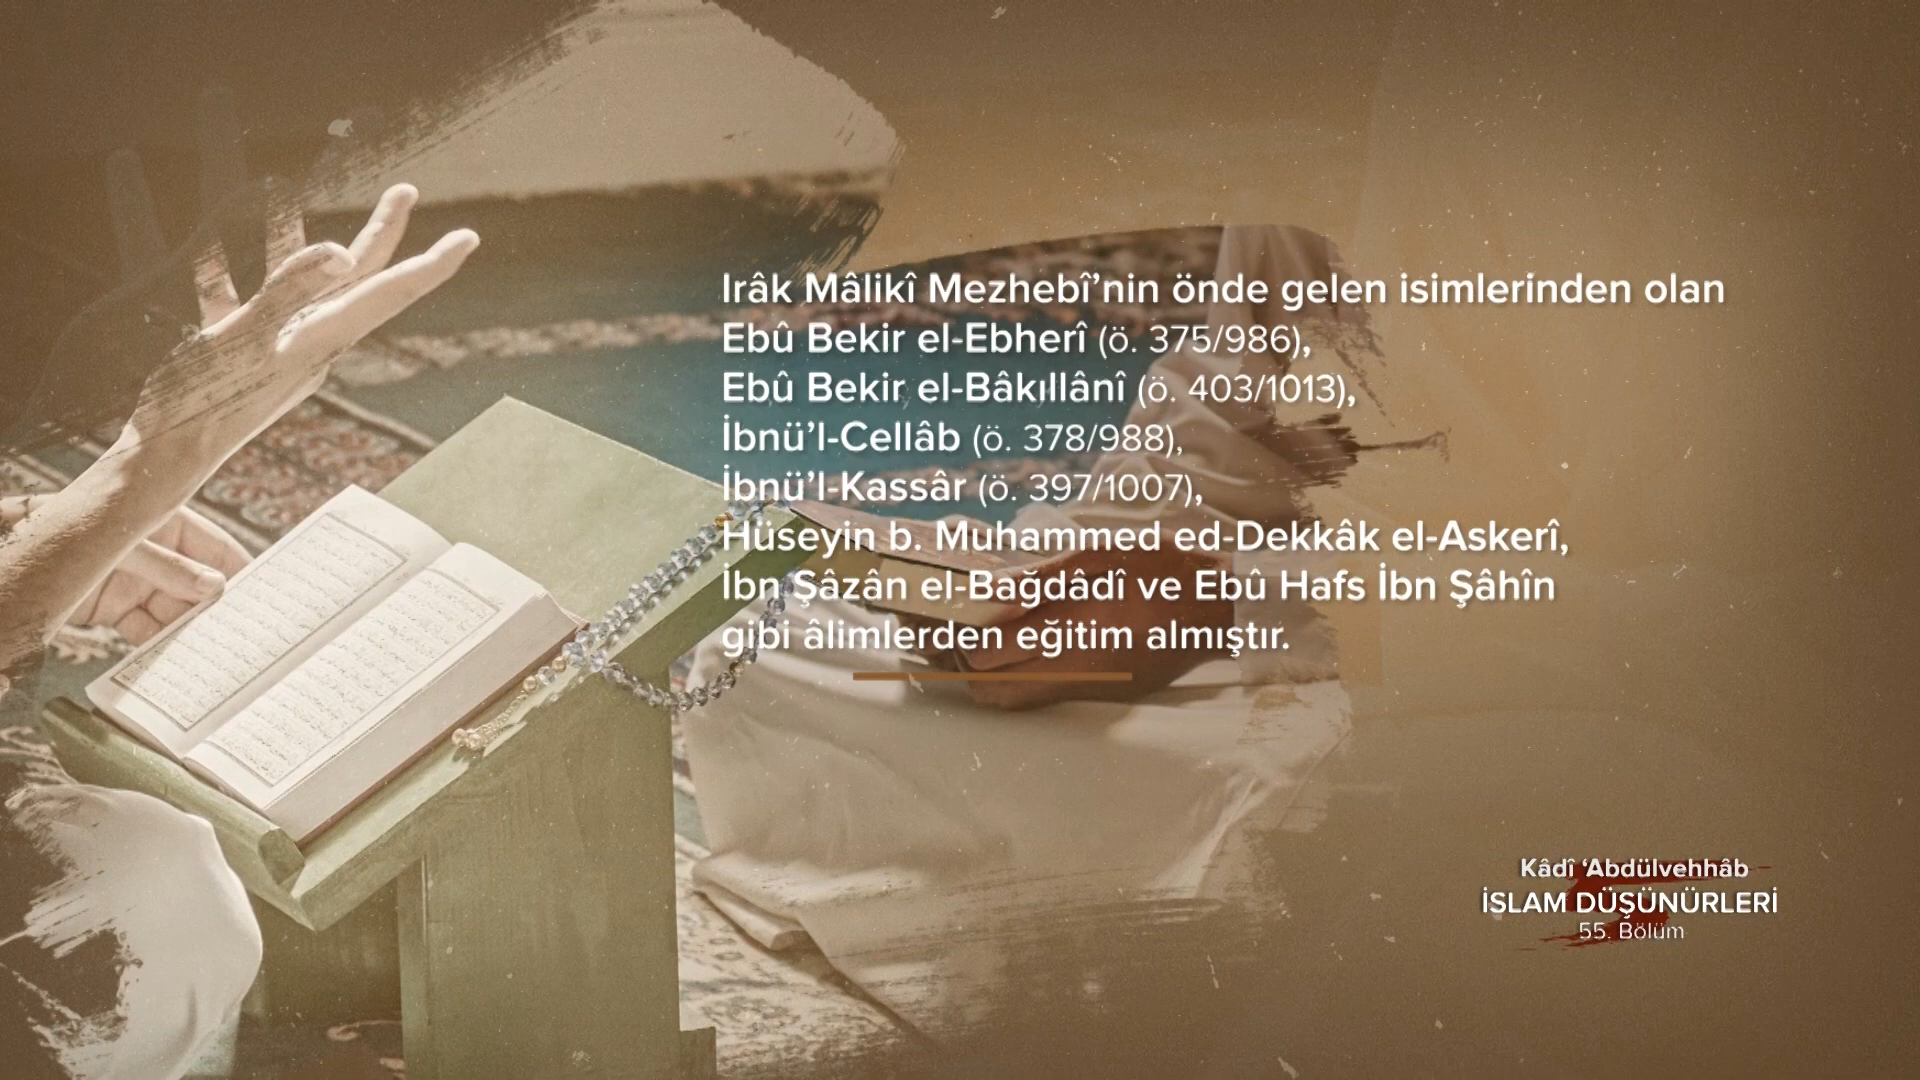 Irâk Mâlikî Mezhebî’nin önde gelen isimlerinden olan
Ebû Bekir el-Ebherî (ö. 375/986),
Ebû Bekir el-Bâkıllânî (ö. 403/1013),
İbnü’l-Cellâb (ö. 378/988),
İbnü’l-Kassâr (ö. 397/1007),
Hüseyin b. Muhammed ed-Dekkâk el-Askerî,
İbn Şâzân el-Bağdâdî ve Ebû Hafs İbn Şâhîn
gibi âlimlerden eğitim almıştır.
Kâdî ‘Abdülvehhâb
İSLAM DÜŞÜNÜRLERİ
55. Bölüm